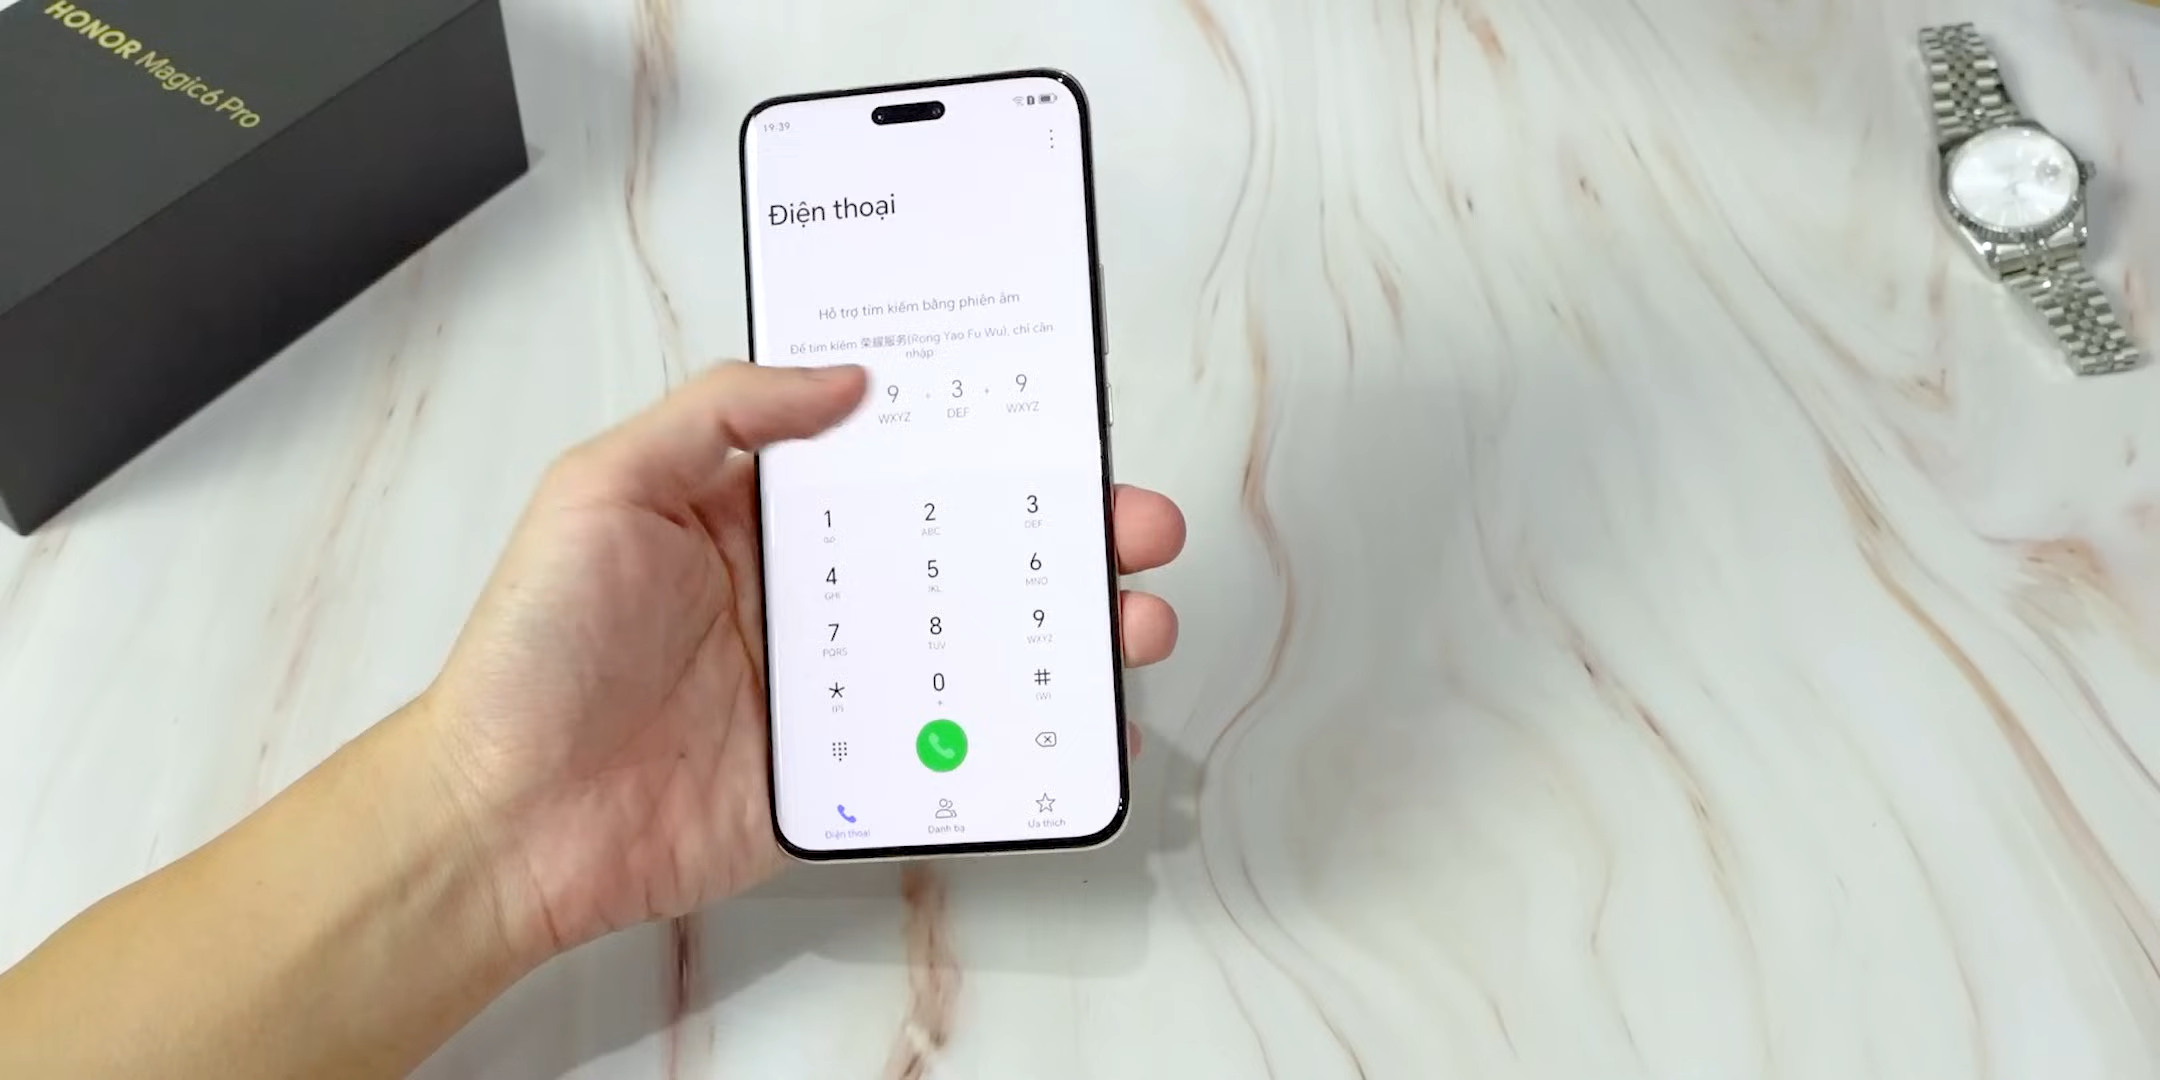 HONOR Magic6 Pro
19:39
Điện thoại
Hỗ trợ tìm kiếm bằng phiên âm
Để tìm kiếm 荣耀服务(Rong Yao Fu Wu), chỉ cần
nhập
9 + 3 + 9
WXYZ DEF WXYZ
1 2 3
ABC DEF
4 5 6
GHI JKL MNO
7 8 9
PQRS TUV WXYZ
* 0 #
(P) + (W)
Điện thoại Danh bạ Ưa thích